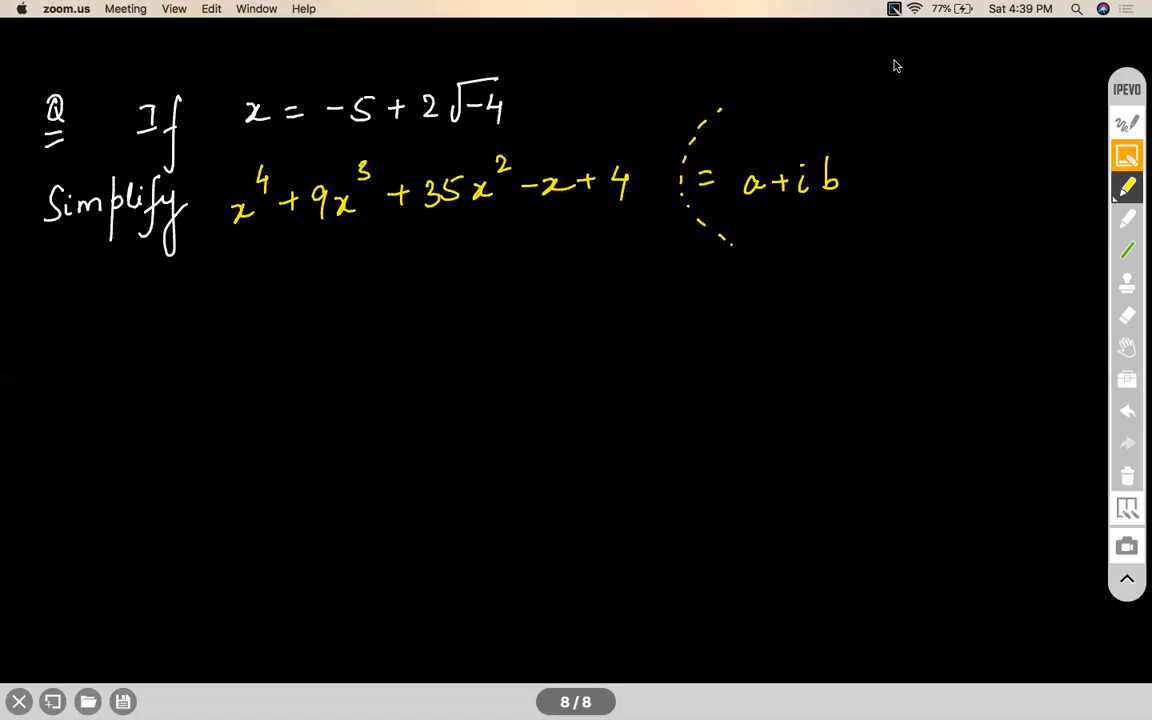 zoom.us Meeting View Edit Window Help 77% Sat 4:39 PM
IPEVO
Q If x = -5 + 2√-4
Simplify x⁴ + 9x³ + 35x² - x + 4 = a + i b
8 / 8